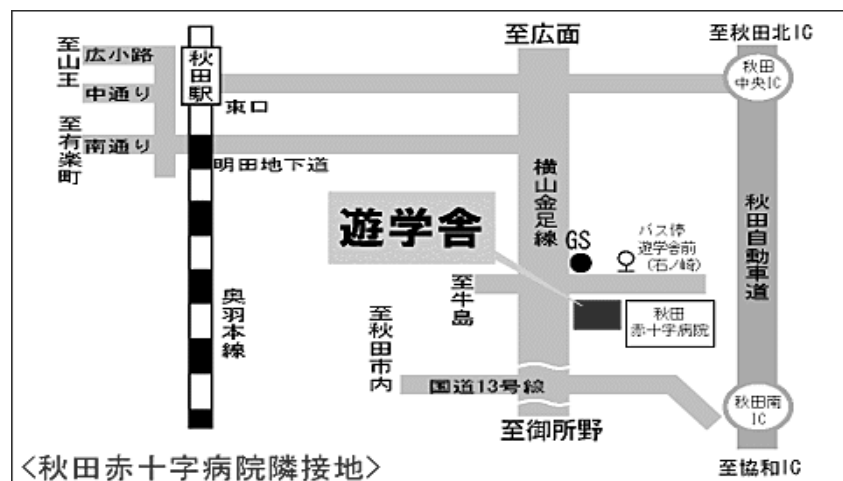 至広面
至秋田北IC
至山王
広小路
秋田駅
秋田
中央IC
中通り
東口
至有楽町
南通り
明田地下道
横山金足線
秋田自動車道
遊学舎
GS
バス停
遊学舎前
(石ノ崎)
至牛島
奥羽本線
至秋田市内
秋田
赤十字病院
国道13号線
秋田南
IC
至御所野
<秋田赤十字病院隣接地>
至協和IC